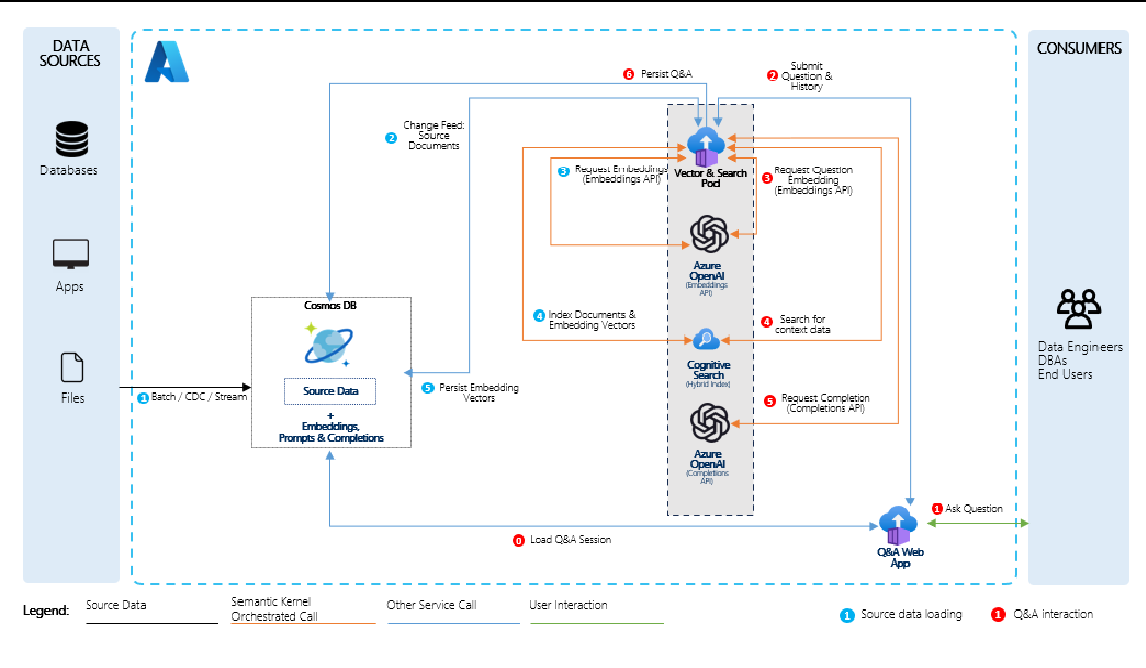 DATA
SOURCES
Databases
Apps
Files
6 Persist Q&A
2 Submit
Question &
History
2 Change Feed:
Source
Documents
3 Request Embeddings
(Embeddings API)
Vector & Search
Pod
3 Request Question
Embedding
(Embeddings API)
Azure
OpenAI
(Embeddings
API)
Cosmos DB
Source Data
+
Embeddings,
Prompts & Completions
1 Batch / CDC / Stream
4 Index Documents &
Embedding Vectors
4 Search for
context data
Cognitive
Search
(Hybrid Index)
5 Persist Embedding
Vectors
5 Request Completion
(Completions API)
Azure
OpenAI
(Completions
API)
0 Load Q&A Session
1 Ask Question
Q&A Web
App
CONSUMERS
Data Engineers
DBAs
End Users
Legend:
Source Data
Semantic Kernel
Orchestrated Call
Other Service Call
User Interaction
1 Source data loading
1 Q&A interaction